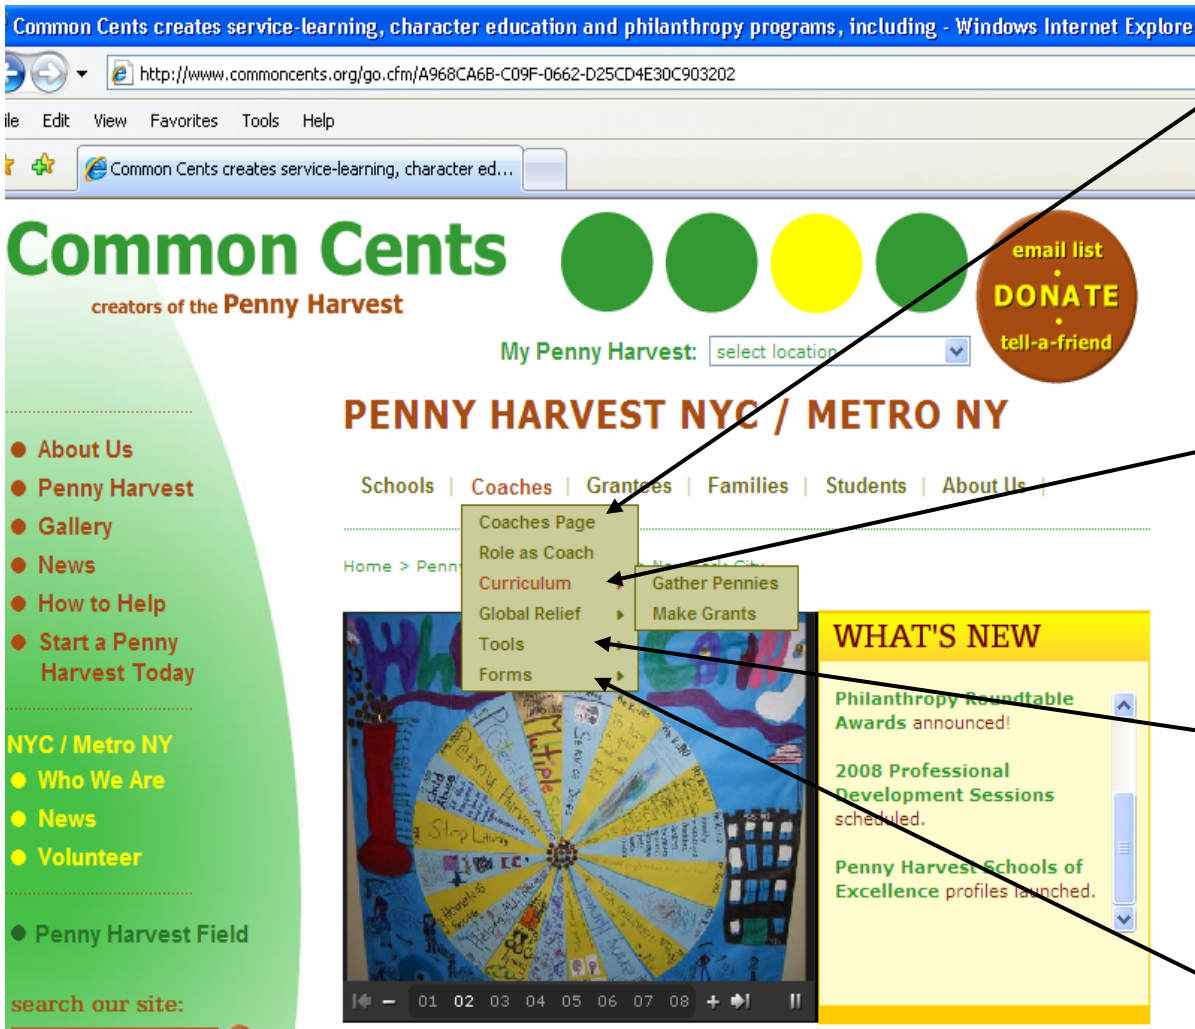 Common Cents creates service-learning, character education and philanthropy programs, including - Windows Internet Explore
http://www.commoncents.org/go.cfm/A968CA6B-C09F-0662-D25CD4E30C903202
ile Edit View Favorites Tools Help
Common Cents creates service-learning, character ed...
Common Cents
creators of the Penny Harvest
email list
DONATE
tell-a-friend
My Penny Harvest: select location
PENNY HARVEST NYC / METRO NY
Schools | Coaches | Grantees | Families | Students | About Us |
Coaches Page
Role as Coach
Curriculum
Global Relief
Tools
Forms
Gather Pennies
Make Grants
Home > Penn
About Us
Penny Harvest
Gallery
News
How to Help
Start a Penny
Harvest Today
NYC / Metro NY
Who We Are
News
Volunteer
Penny Harvest Field
search our site:
Multiple
Stop
01 02 03 04 05 06 07 08
WHAT'S NEW
Philanthropy Roundtable
Awards announced!
2008 Professional
Development Sessions
scheduled.
Penny Harvest Schools of
Excellence profiles launched.